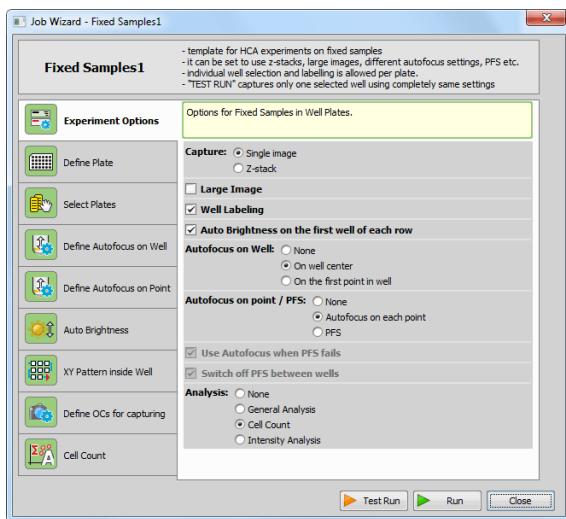 Job Wizard - Fixed Samples1
Fixed Samples1
- template for HCA experiments on fixed samples
- it can be set to use z-stacks, large images, different autofocus settings, PFS etc.
- individual well selection and labelling is allowed per plate.
- "TEST RUN" captures only one selected well using completely same settings
Experiment Options
Define Plate
Select Plates
Define Autofocus on Well
Define Autofocus on Point
Auto Brightness
XY Pattern inside Well
Define OCs for capturing
Cell Count
Options for Fixed Samples in Well Plates.
Capture: Single image
Z-stack
Large Image
Well Labeling
Auto Brightness on the first well of each row
Autofocus on Well: None
On well center
On the first point in well
Autofocus on point / PFS: None
Autofocus on each point
PFS
Use Autofocus when PFS fails
Switch off PFS between wells
Analysis: None
General Analysis
Cell Count
Intensity Analysis
Test Run Run Close